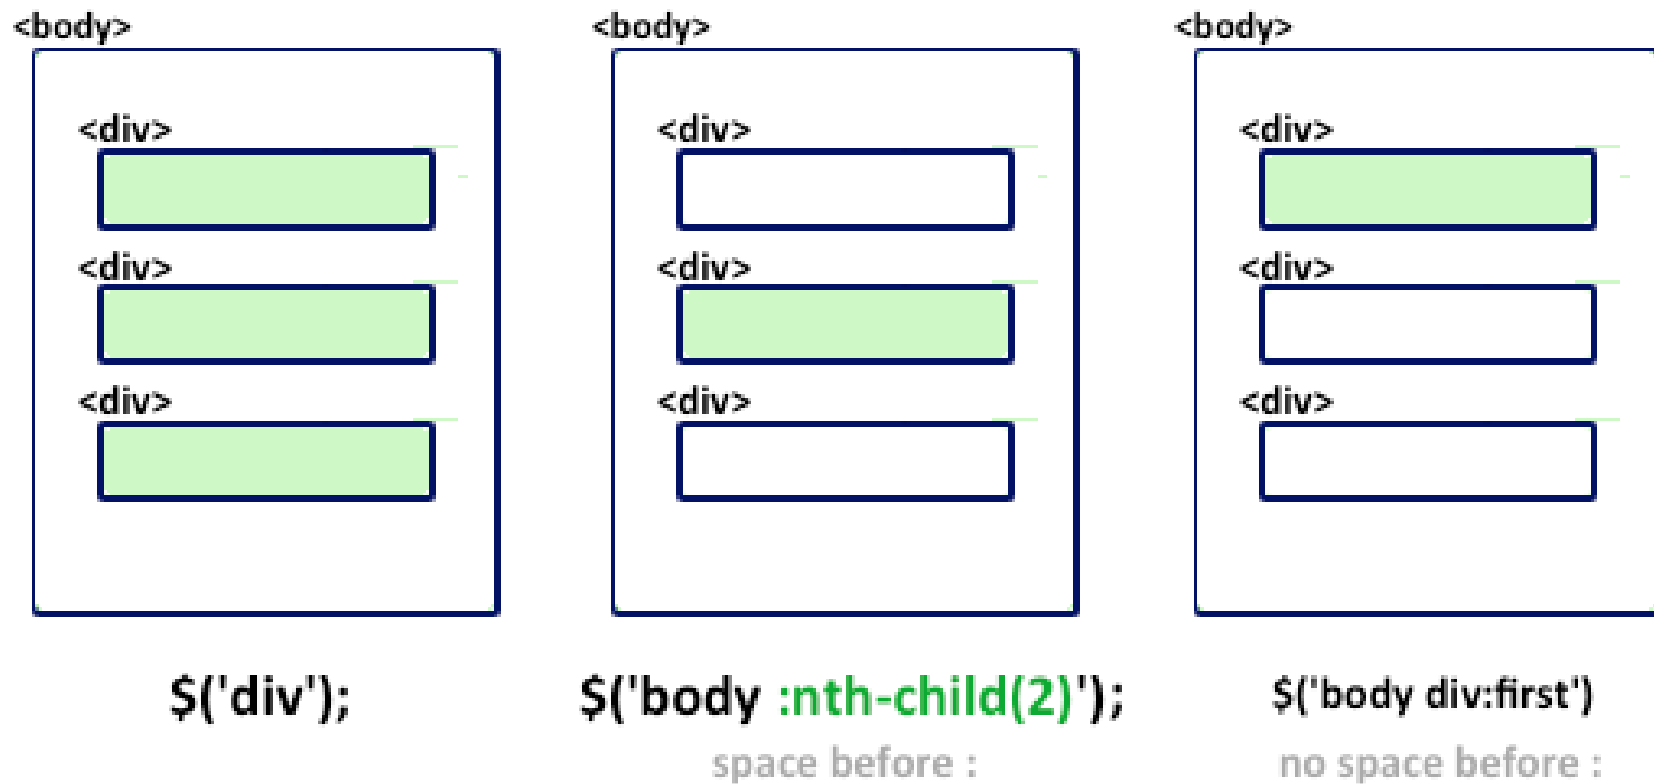 <body>
<div>
<div>
<div>
$('div');
<body>
<div>
<div>
<div>
$('body :nth-child(2)');
space before :
<body>
<div>
<div>
<div>
$('body div:first')
no space before :